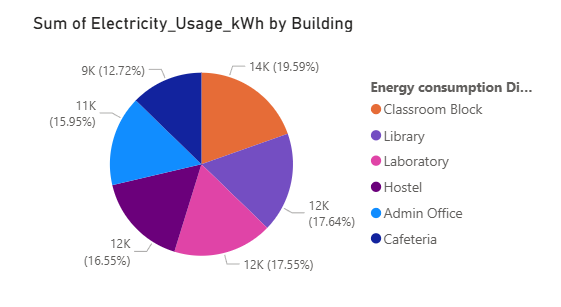 Sum of Electricity_Usage_kWh by Building
9K (12.72%)
14K (19.59%)
11K
(15.95%)
12K
(17.64%)
12K
(16.55%)
12K (17.55%)
Energy consumption Di...
Classroom Block
Library
Laboratory
Hostel
Admin Office
Cafeteria